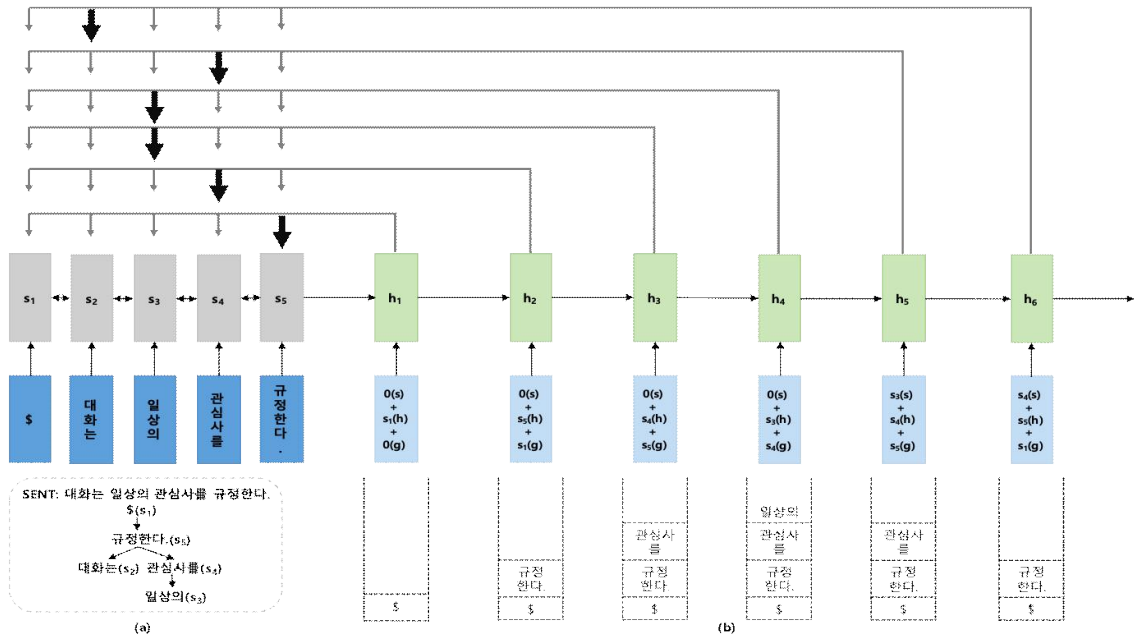 s1
s2
s3
s4
s5
h1
h2
h3
h4
h5
h6
$
대화는
일상의
관심사를
규정한다.
0(s)
+
s1(h)
+
0(g)
0(s)
+
s5(h)
+
s1(g)
0(s)
+
s4(h)
+
s5(g)
0(s)
+
s3(h)
+
s4(g)
s3(s)
+
s4(h)
+
s5(g)
s4(s)
+
s5(h)
+
s1(g)
SENT: 대화는 일상의 관심사를 규정한다.
$(s1)
규정한다.(s5)
대화는(s2) 관심사를(s4)
일상의(s3)
(a)
$
규정
한다.
$
관심사
를
규정
한다
$
일상의
관심사
를
규정
한다.
$
관심사
를
규정
한다.
$
규정
한다.
$
(b)